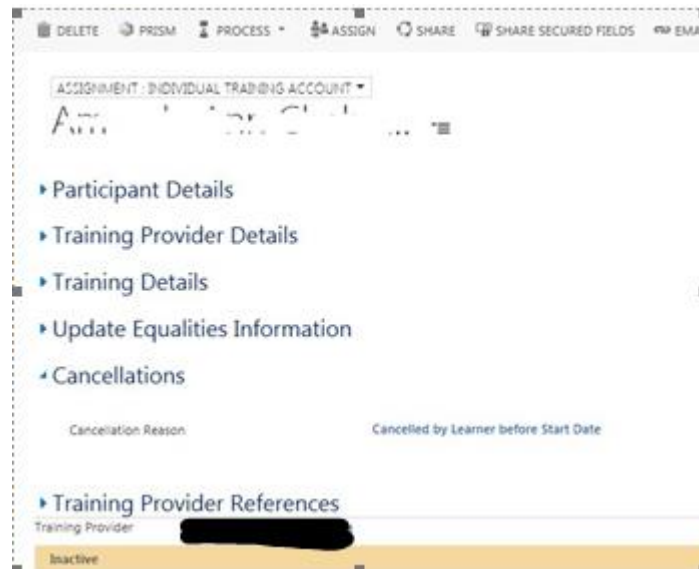 DELETE PRISM PROCESS ASSIGN SHARE SHARE SECURED FIELDS
ASSIGNMENT : INDIVIDUAL TRAINING ACCOUNT
Participant Details
Training Provider Details
Training Details
Update Equalities Information
Cancellations
Cancellation Reason Cancelled by Learner before Start Date
Training Provider References
Training Provider
Inactive